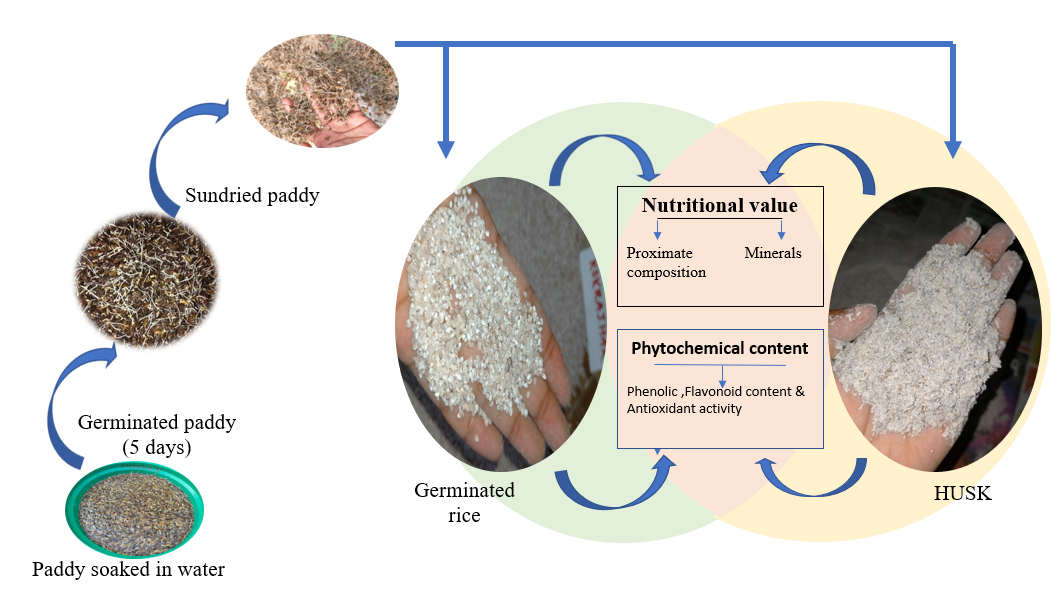 Sundried paddy
Nutritional value
Proximate
composition
Minerals
Phytochemical content
Phenolic ,Flavonoid content &
Antioxidant activity
Germinated paddy
(5 days)
Germinated
rice
HUSK
Paddy soaked in water